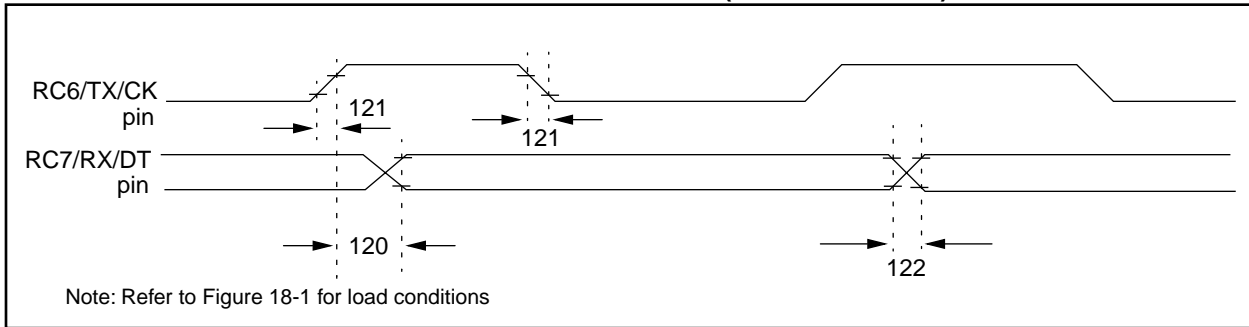 RC6/TX/CK
pin
121
121
RC7/RX/DT
pin
120
122
Note: Refer to Figure 18-1 for load conditions